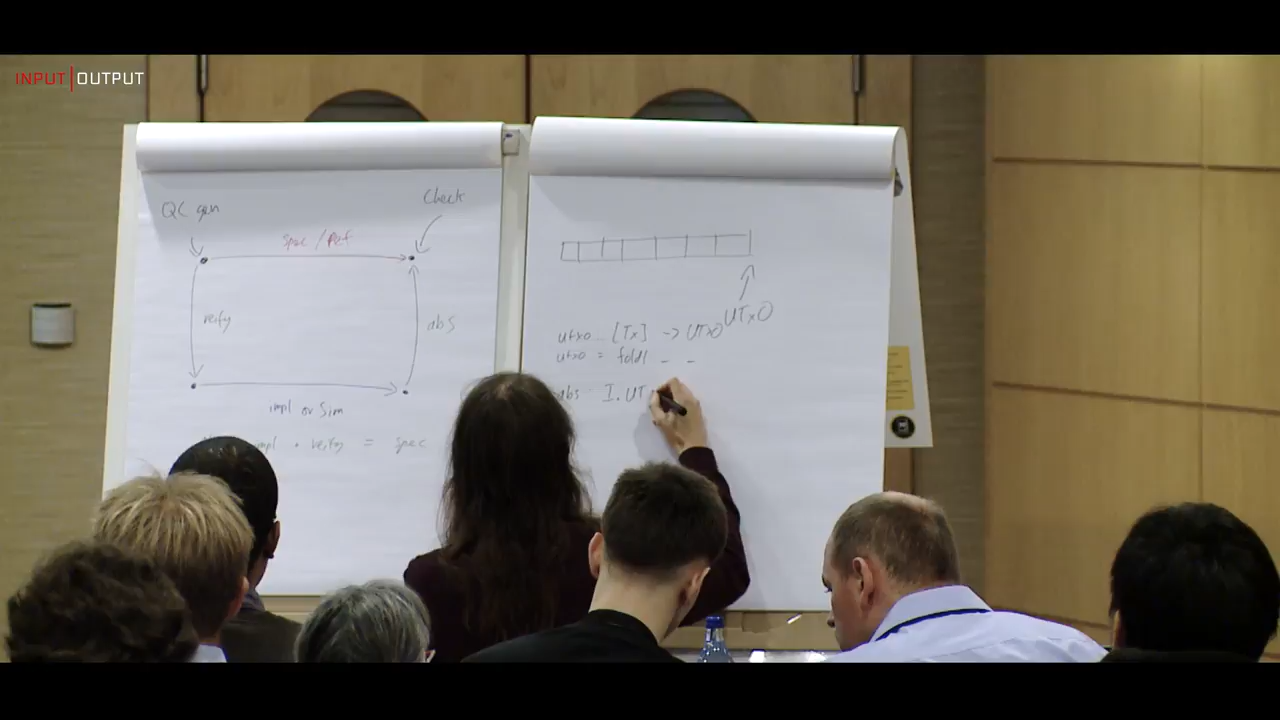 INPUT|OUTPUT
QC gen
Check
Spec / Ref
verify
abs
impl or Sim
impl . verify = spec
UTxO
utxo [Tx] -> UTxO
utxo = foldl - -
abs I. UT